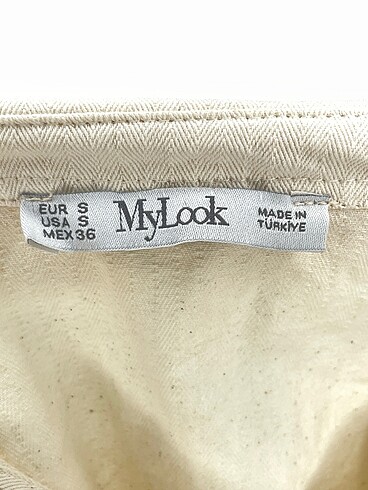 EUR S
USA S
MEX 36
MyLook
MADE IN
TÜRKİYE